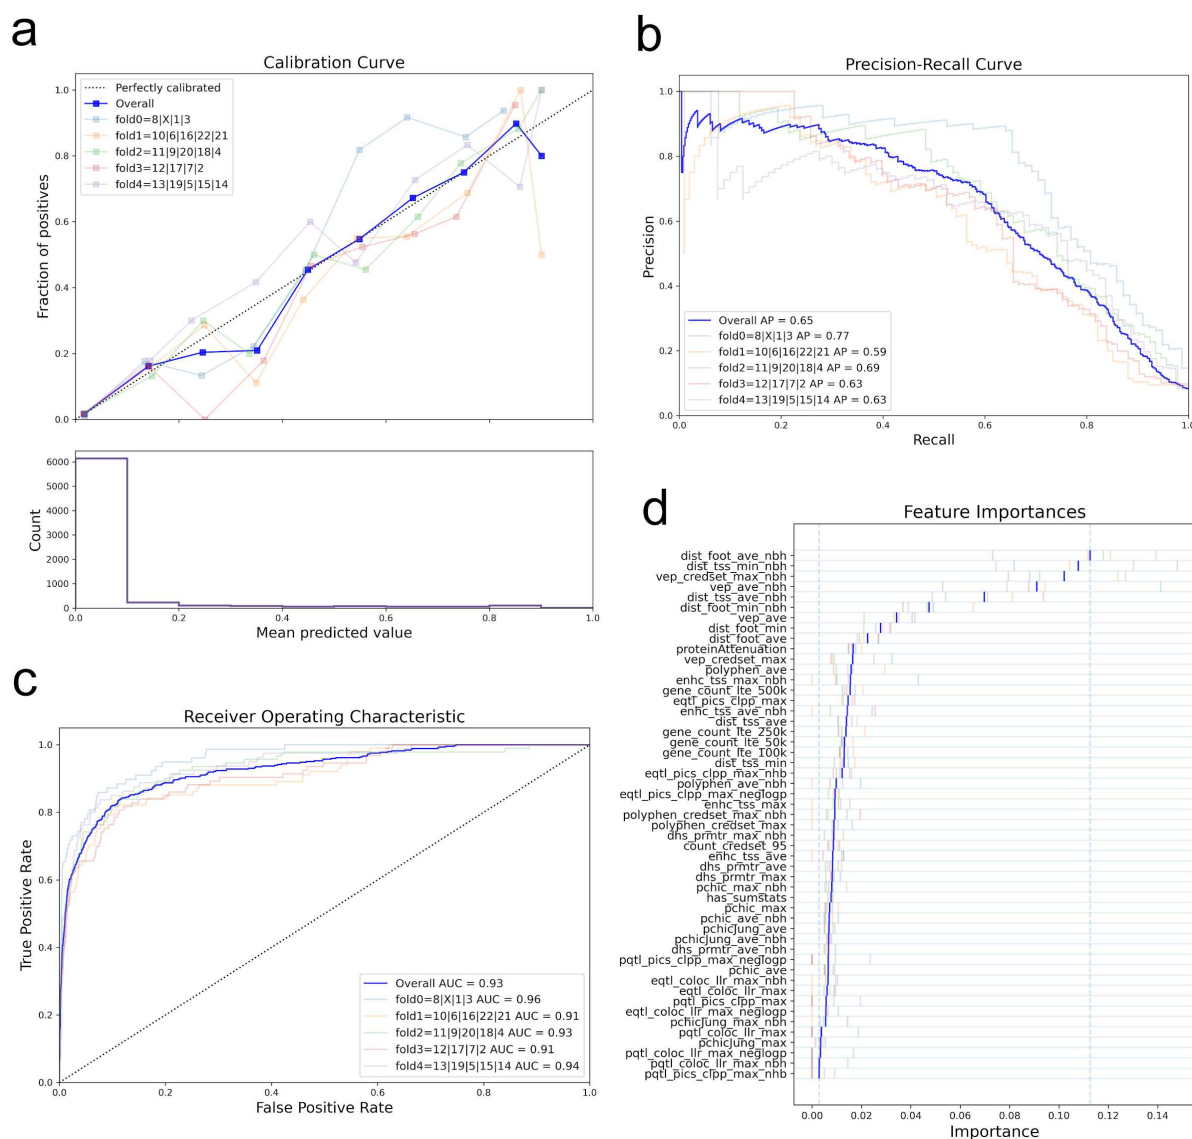 a
Calibration Curve
Perfectly calibrated
Overall
fold0=8|X|1|3
fold1=10|6|16|22|21
fold2=11|9|20|18|4
fold3=12|17|7|2
fold4=13|19|5|15|14
Fraction of positives
1.0
0.8
0.6
0.4
0.2
0.0
Count
6000
5000
4000
3000
2000
1000
0
0.0 0.2 0.4 0.6 0.8 1.0
Mean predicted value
b
Precision-Recall Curve
Precision
1.0
0.8
0.6
0.4
0.2
0.0
Overall AP = 0.65
fold0=8|X|1|3 AP = 0.77
fold1=10|6|16|22|21 AP = 0.59
fold2=11|9|20|18|4 AP = 0.69
fold3=12|17|7|2 AP = 0.63
fold4=13|19|5|15|14 AP = 0.63
0.0 0.2 0.4 0.6 0.8 1.0
Recall
c
Receiver Operating Characteristic
True Positive Rate
1.0
0.8
0.6
0.4
0.2
0.0
Overall AUC = 0.93
fold0=8|X|1|3 AUC = 0.96
fold1=10|6|16|22|21 AUC = 0.91
fold2=11|9|20|18|4 AUC = 0.93
fold3=12|17|7|2 AUC = 0.91
fold4=13|19|5|15|14 AUC = 0.94
0.0 0.2 0.4 0.6 0.8 1.0
False Positive Rate
d
Feature Importances
dist_foot_ave_nbh
dist_tss_min_nbh
vep_credset_max_nbh
vep_ave_nbh
dist_tss_ave_nbh
dist_foot_min_nbh
vep_ave
dist_foot_min
dist_foot_ave
proteinAttenuation
vep_credset_max
polyphen_ave
enhc_tss_max_nbh
gene_count_lte_500k
eqtl_pics_clpp_max
enhc_tss_ave_nbh
dist_tss_ave
gene_count_lte_250k
gene_count_lte_50k
gene_count_lte_100k
dist_tss_min
eqtl_pics_clpp_max_nhb
polyphen_ave_nbh
eqtl_pics_clpp_max_neglogp
enhc_tss_max
polyphen_credset_max_nbh
polyphen_credset_max
dhs_prmtr_max_nbh
count_credset_95
enhc_tss_ave
dhs_prmtr_ave
dhs_prmtr_max
pchic_max_nbh
has_sumstats
pchic_max
pchic_ave_nbh
pchicJung_ave
pchicJung_ave_nbh
dhs_prmtr_ave_nbh
pqtl_pics_clpp_max_neglogp
pchic_ave
eqtl_coloc_llr_max_nbh
eqtl_coloc_llr_max
pqtl_pics_clpp_max
eqtl_coloc_llr_max_neglogp
pchicJung_max_nbh
pqtl_coloc_llr_max
pchicJung_max
pqtl_coloc_llr_max_neglogp
pqtl_coloc_llr_max_nbh
pqtl_pics_clpp_max_nhb
0.00 0.02 0.04 0.06 0.08 0.10 0.12 0.14
Importance